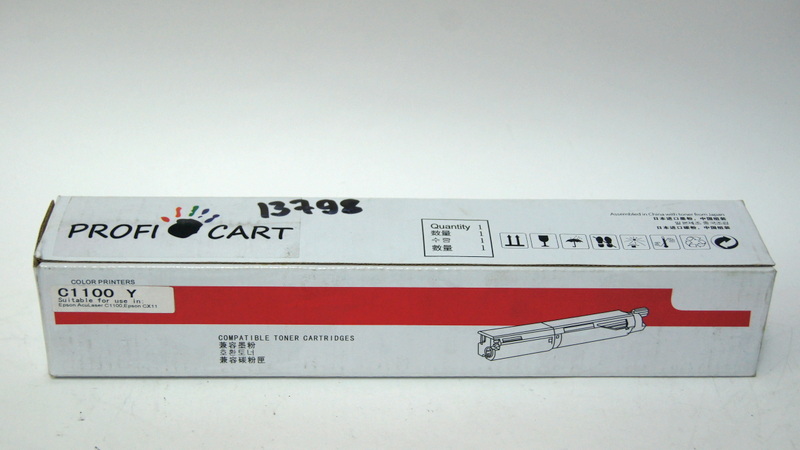 13798
PROFI CART
Quantity 1
数量 1
수량 1
數量 1
Assembled in China with toner from Japan
COLOR PRINTERS
C1100 Y
Suitable for use in:
Epson AcuLaser C1100,Epson CX11
COMPATIBLE TONER CARTRIDGES
兼容墨粉
호환토너
兼容碳粉匣